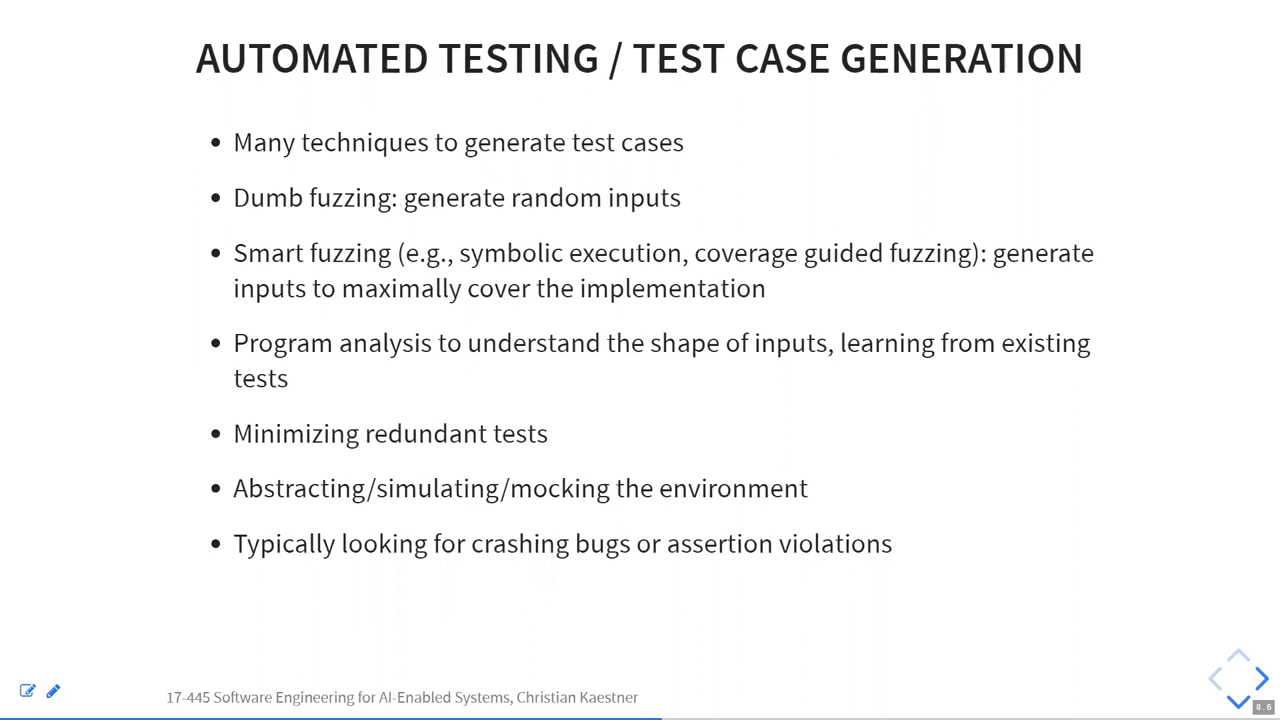 AUTOMATED TESTING / TEST CASE GENERATION
• Many techniques to generate test cases
• Dumb fuzzing: generate random inputs
• Smart fuzzing (e.g., symbolic execution, coverage guided fuzzing): generate
inputs to maximally cover the implementation
• Program analysis to understand the shape of inputs, learning from existing
tests
• Minimizing redundant tests
• Abstracting/simulating/mocking the environment
• Typically looking for crashing bugs or assertion violations
17-445 Software Engineering for AI-Enabled Systems, Christian Kaestner
8.6